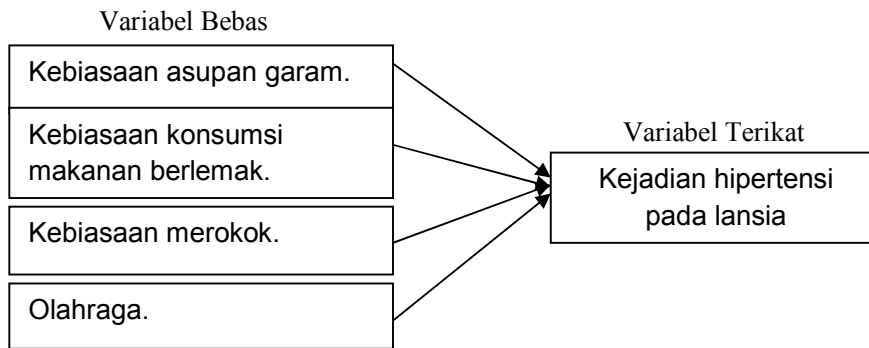 Variabel Bebas
Kebiasaan asupan garam.
Kebiasaan konsumsi
makanan berlemak.
Kebiasaan merokok.
Olahraga.
Variabel Terikat
Kejadian hipertensi
pada lansia